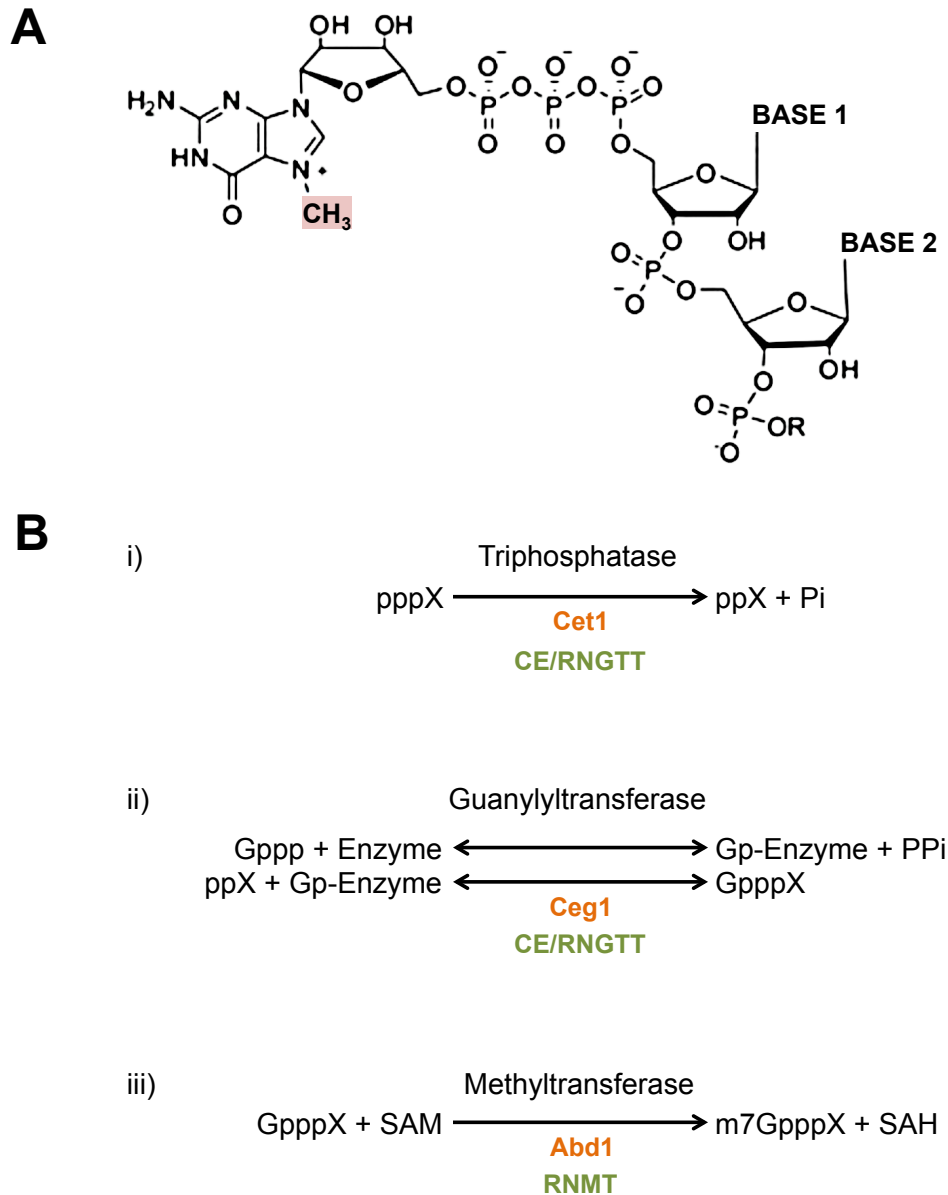 A
OH OH
H₂N N N O O O⁻ O O⁻ O O⁻ O
P P P
HN N O O O O BASE 1
O CH₃ O
O O OH BASE 2
P
⁻O O O
O OH
O P OR
⁻O
B
i) Triphosphatase
pppX ppX + Pi
Cet1
CE/RNGTT
ii) Guanylyltransferase
Gppp + Enzyme Gp-Enzyme + PPi
ppX + Gp-Enzyme GpppX
Ceg1
CE/RNGTT
iii) Methyltransferase
GpppX + SAM m7GpppX + SAH
Abd1
RNMT